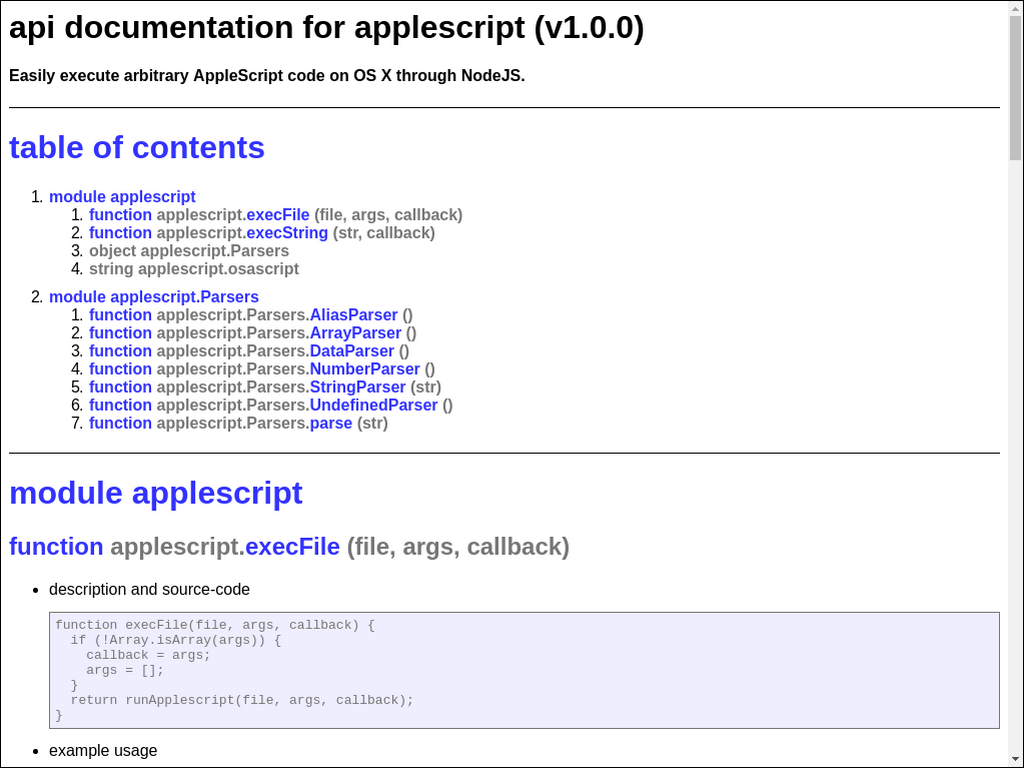 api documentation for applescript (v1.0.0)
Easily execute arbitrary AppleScript code on OS X through NodeJS.
table of contents
1. module applescript
1. function applescript.execFile (file, args, callback)
2. function applescript.execString (str, callback)
3. object applescript.Parsers
4. string applescript.osascript
2. module applescript.Parsers
1. function applescript.Parsers.AliasParser ()
2. function applescript.Parsers.ArrayParser ()
3. function applescript.Parsers.DataParser ()
4. function applescript.Parsers.NumberParser ()
5. function applescript.Parsers.StringParser (str)
6. function applescript.Parsers.UndefinedParser ()
7. function applescript.Parsers.parse (str)
module applescript
function applescript.execFile (file, args, callback)
• description and source-code
function execFile(file, args, callback) {
  if (!Array.isArray(args)) {
    callback = args;
    args = [];
  }
  return runApplescript(file, args, callback);
}
• example usage